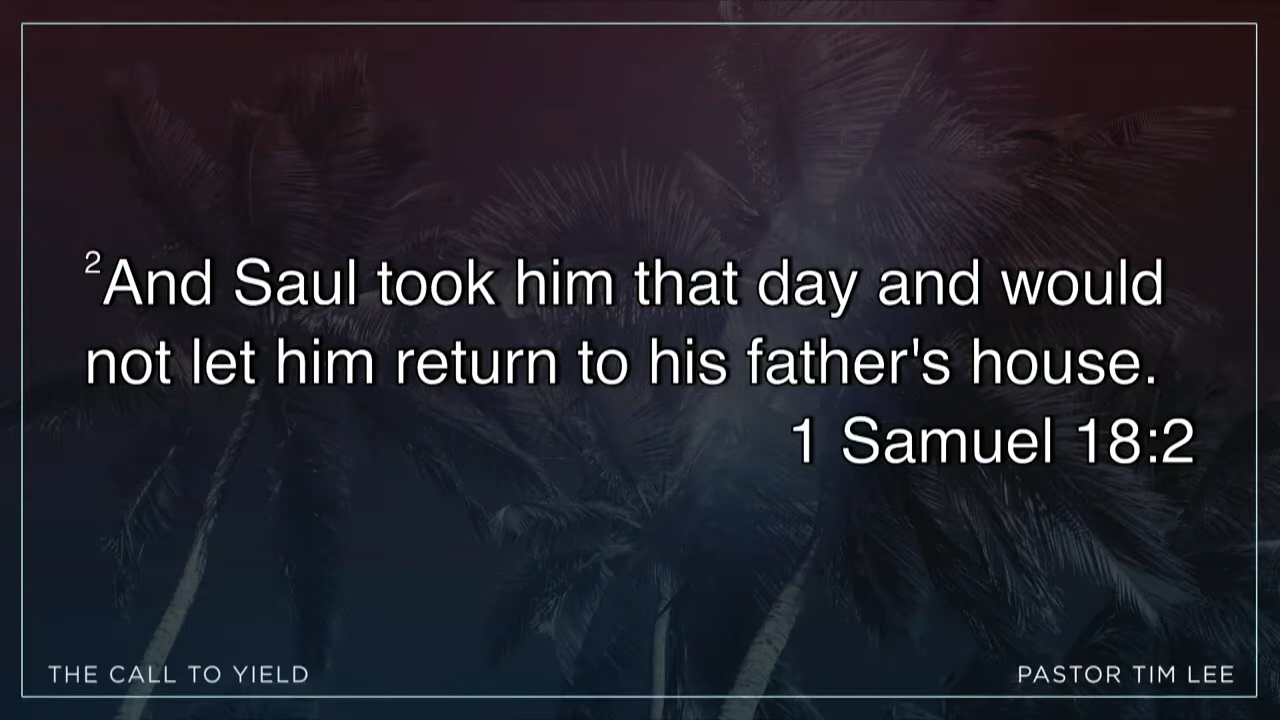 ²And Saul took him that day and would
not let him return to his father's house.
1 Samuel 18:2
THE CALL TO YIELD
PASTOR TIM LEE